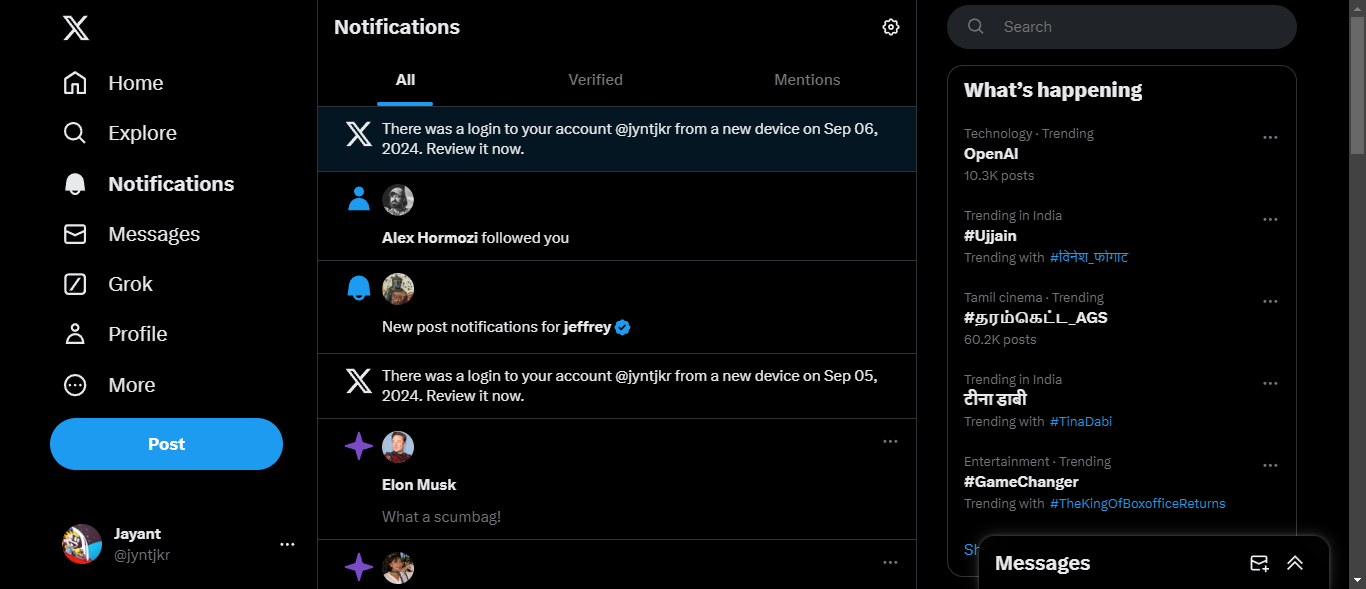 Home
Explore
Notifications
Messages
Grok
Profile
More
Post
Jayant
@jyntjkr
Notifications
All
Verified
Mentions
There was a login to your account @jyntjkr from a new device on Sep 06,
2024. Review it now.
Alex Hormozi followed you
New post notifications for jeffrey
There was a login to your account @jyntjkr from a new device on Sep 05,
2024. Review it now.
Elon Musk
What a scumbag!
Search
What’s happening
Technology · Trending
OpenAI
10.3K posts
Trending in India
#Ujjain
Trending with #विनेश_फोगाट
Tamil cinema · Trending
#தரம்கெட்ட_AGS
60.2K posts
Trending in India
टीना डाबी
Trending with #TinaDabi
Entertainment · Trending
#GameChanger
Trending with #TheKingOfBoxofficeReturns
Messages